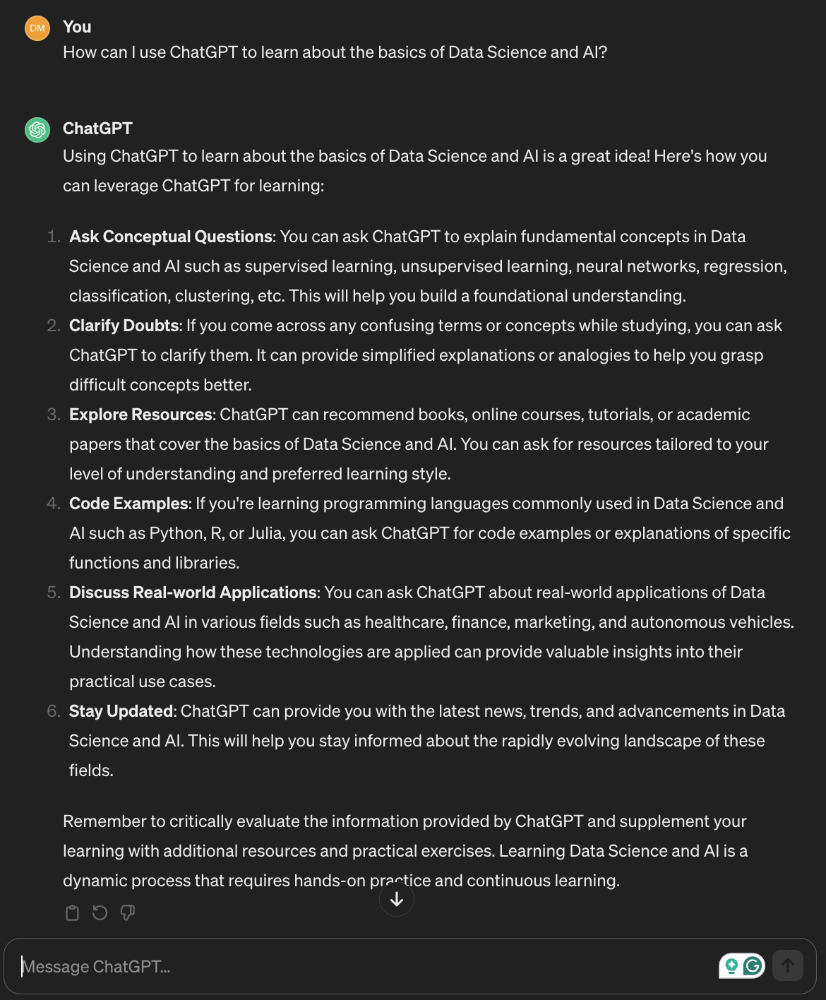 DM
You
How can I use ChatGPT to learn about the basics of Data Science and AI?
ChatGPT
Using ChatGPT to learn about the basics of Data Science and AI is a great idea! Here's how you
can leverage ChatGPT for learning:
1. Ask Conceptual Questions: You can ask ChatGPT to explain fundamental concepts in Data
Science and AI such as supervised learning, unsupervised learning, neural networks, regression,
classification, clustering, etc. This will help you build a foundational understanding.
2. Clarify Doubts: If you come across any confusing terms or concepts while studying, you can ask
ChatGPT to clarify them. It can provide simplified explanations or analogies to help you grasp
difficult concepts better.
3. Explore Resources: ChatGPT can recommend books, online courses, tutorials, or academic
papers that cover the basics of Data Science and AI. You can ask for resources tailored to your
level of understanding and preferred learning style.
4. Code Examples: If you're learning programming languages commonly used in Data Science and
AI such as Python, R, or Julia, you can ask ChatGPT for code examples or explanations of specific
functions and libraries.
5. Discuss Real-world Applications: You can ask ChatGPT about real-world applications of Data
Science and AI in various fields such as healthcare, finance, marketing, and autonomous vehicles.
Understanding how these technologies are applied can provide valuable insights into their
practical use cases.
6. Stay Updated: ChatGPT can provide you with the latest news, trends, and advancements in Data
Science and AI. This will help you stay informed about the rapidly evolving landscape of these
fields.
Remember to critically evaluate the information provided by ChatGPT and supplement your
learning with additional resources and practical exercises. Learning Data Science and AI is a
dynamic process that requires hands-on practice and continuous learning.
Message ChatGPT...